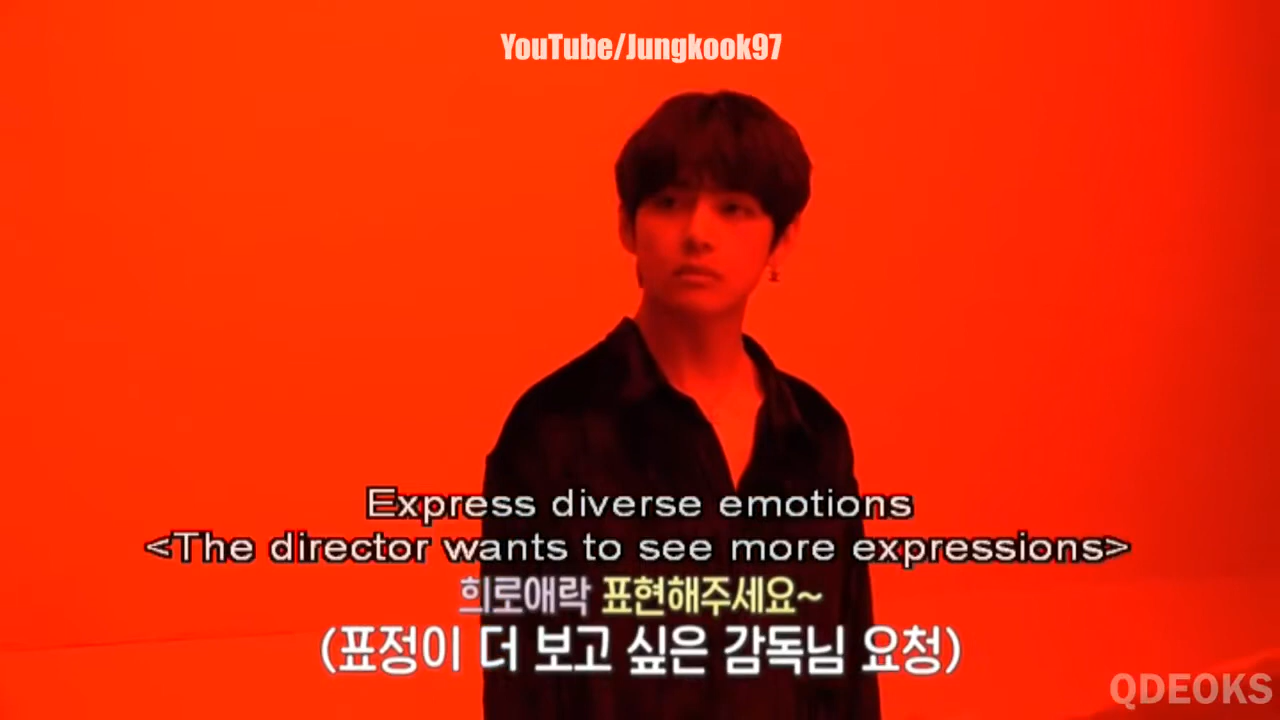 YouTube/Jungkook97
Express diverse emotions
<The director wants to see more expressions>
희로애락 표현해주세요~
(표정이 더 보고 싶은 감독님 요청)
QDEOKS